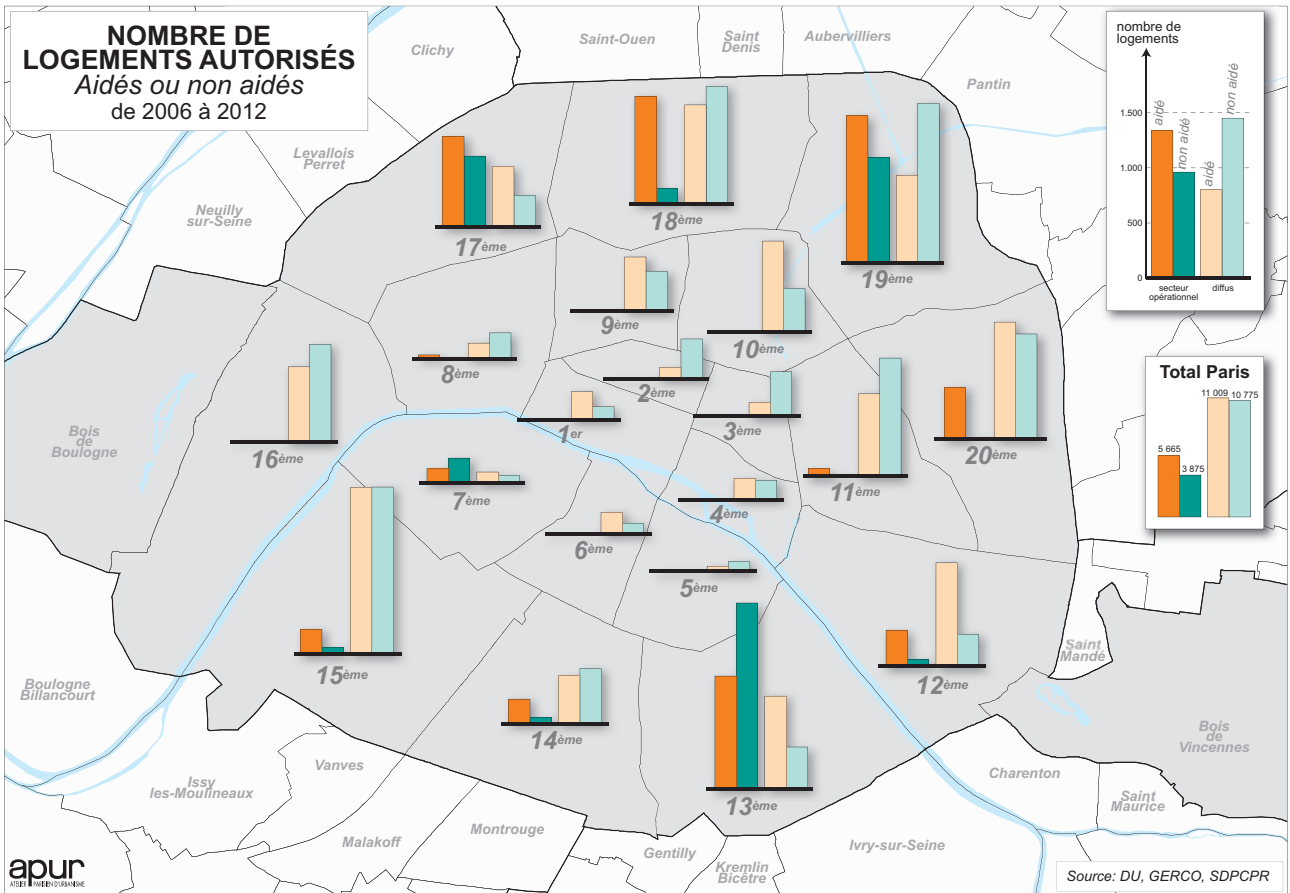 NOMBRE DE
LOGEMENTS AUTORISÉS
Aidés ou non aidés
de 2006 à 2012
Clichy
Saint-Ouen
Saint
Denis
Aubervilliers
Pantin
Levallois
Perret
Neuilly
sur-Seine
nombre de
logements
1.500
1.000
500
0
aidé
non aidé
aidé
non aidé
secteur
opérationnel
diffus
17ème
18ème
19ème
9ème
10ème
8ème
2ème
1er
3ème
16ème
7ème
11ème
20ème
4ème
6ème
5ème
15ème
12ème
14ème
13ème
Total Paris
11 009
10 775
5 665
3 875
Bois
de
Boulogne
Saint
Mandé
Boulogne
Billancourt
Bois
de
Vincennes
Issy
les-Moulineaux
Vanves
Charenton
Saint
Maurice
Malakoff
Montrouge
Gentilly
Kremlin
Bicêtre
Ivry-sur-Seine
apur
ATELIER PARISIEN D'URBANISME
Source: DU, GERCO, SDPCPR